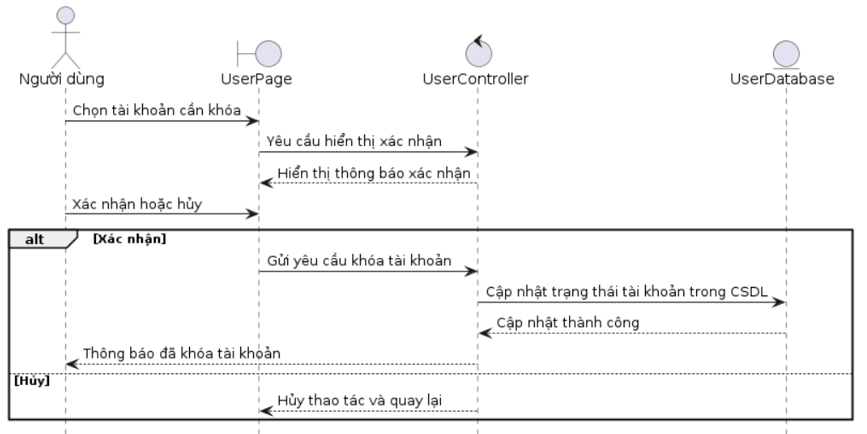 Người dùng
UserPage
UserController
UserDatabase
Chọn tài khoản cần khóa
Yêu cầu hiển thị xác nhận
Hiển thị thông báo xác nhận
Xác nhận hoặc hủy
alt [Xác nhận]
Gửi yêu cầu khóa tài khoản
Cập nhật trạng thái tài khoản trong CSDL
Cập nhật thành công
Thông báo đã khóa tài khoản
[Hủy]
Hủy thao tác và quay lại